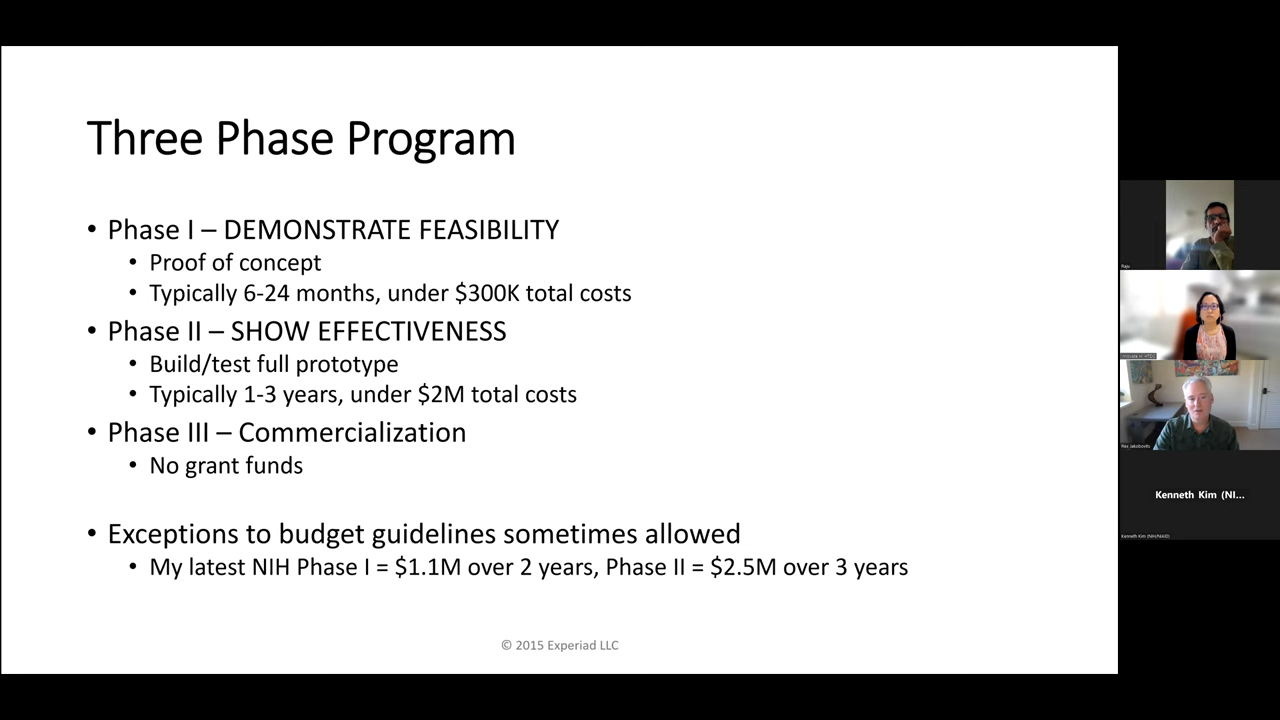 Three Phase Program
• Phase I – DEMONSTRATE FEASIBILITY
• Proof of concept
• Typically 6-24 months, under $300K total costs
• Phase II – SHOW EFFECTIVENESS
• Build/test full prototype
• Typically 1-3 years, under $2M total costs
• Phase III – Commercialization
• No grant funds
• Exceptions to budget guidelines sometimes allowed
• My latest NIH Phase I = $1.1M over 2 years, Phase II = $2.5M over 3 years
© 2015 Experiad LLC
Raju
Rex Jakobovits
Kenneth Kim (NI...
Kenneth Kim (NIH/NIAID)